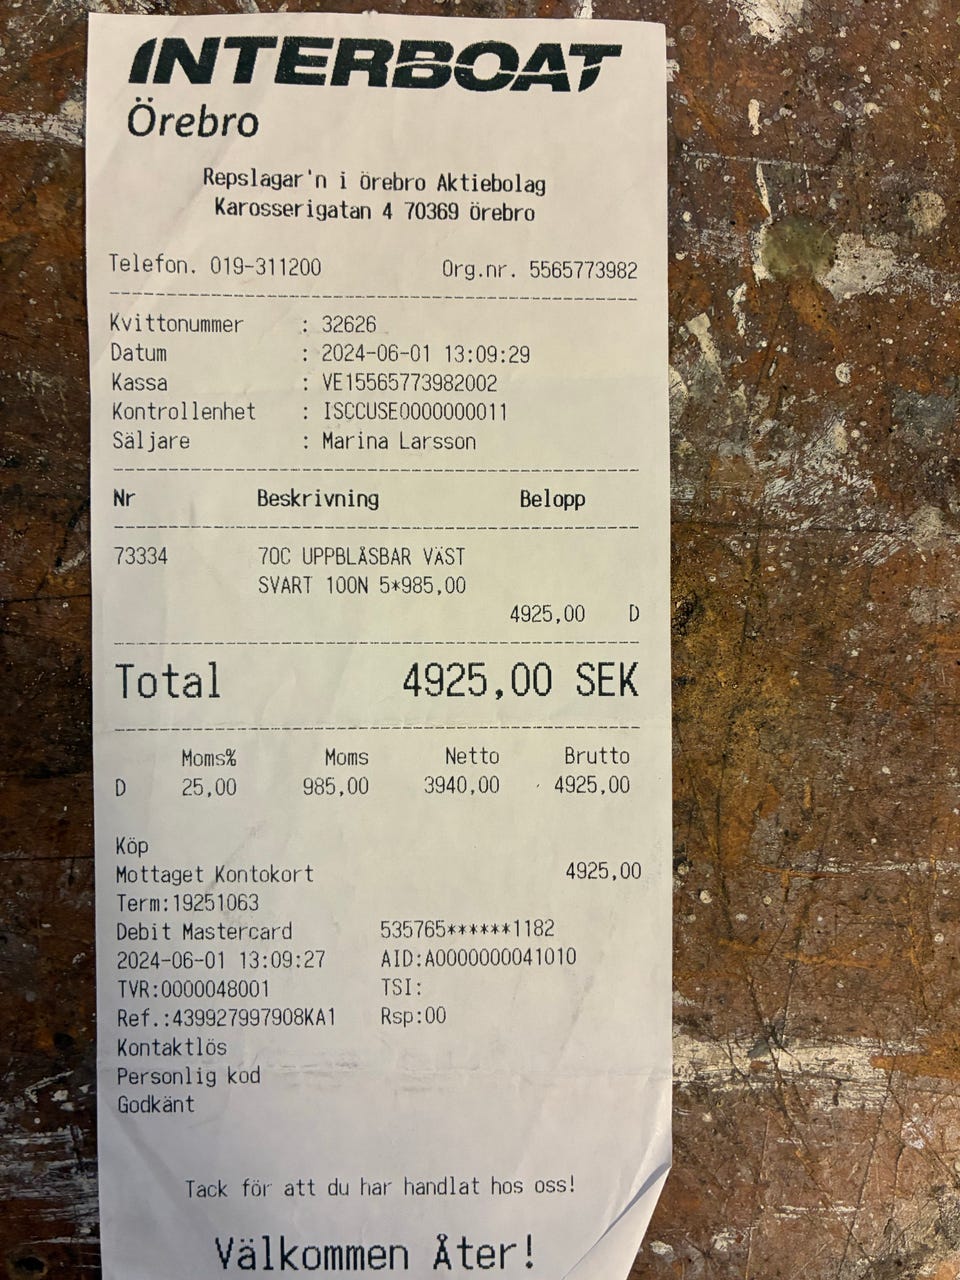 INTERBOAT
Örebro
Repslagar'n i örebro Aktiebolag
Karosserigatan 4 70369 örebro
Telefon. 019-311200 Org.nr. 5565773982
Kvittonummer : 32626
Datum : 2024-06-01 13:09:29
Kassa : VE15565773982002
Kontrollenhet : ISCCUSE0000000011
Säljare : Marina Larsson
Nr Beskrivning Belopp
73334 70C UPPBLÅSBAR VÄST
SVART 100N 5*985,00
4925,00 D
Total 4925,00 SEK
Moms% Moms Netto Brutto
D 25,00 985,00 3940,00 4925,00
Köp
Mottaget Kontokort 4925,00
Term:19251063
Debit Mastercard 535765******1182
2024-06-01 13:09:27 AID:A0000000041010
TVR:0000048001 TSI:
Ref.:439927997908KA1 Rsp:00
Kontaktlös
Personlig kod
Godkänt
Tack för att du har handlat hos oss!
Välkommen Åter!